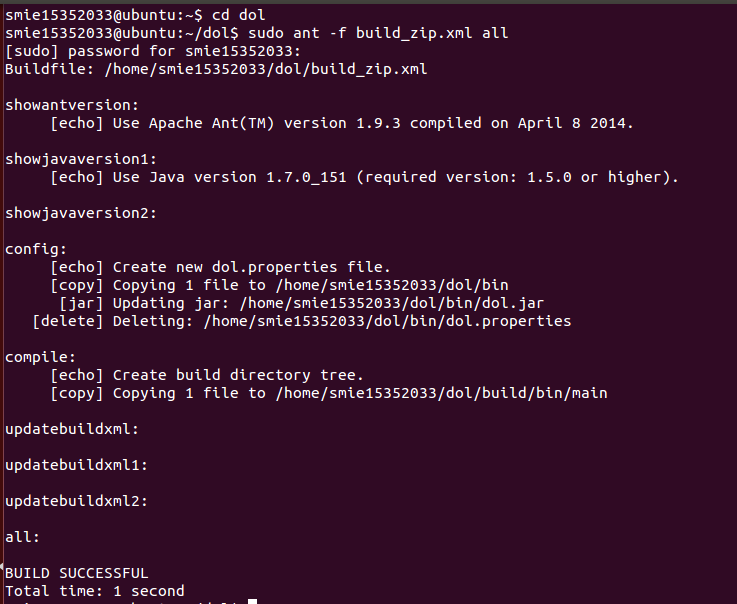 smie15352033@ubuntu:~$ cd dol
smie15352033@ubuntu:~/dol$ sudo ant -f build_zip.xml all
[sudo] password for smie15352033:
Buildfile: /home/smie15352033/dol/build_zip.xml
showantversion:
[echo] Use Apache Ant(TM) version 1.9.3 compiled on April 8 2014.
showjavaversion1:
[echo] Use Java version 1.7.0_151 (required version: 1.5.0 or higher).
showjavaversion2:
config:
[echo] Create new dol.properties file.
[copy] Copying 1 file to /home/smie15352033/dol/bin
[jar] Updating jar: /home/smie15352033/dol/bin/dol.jar
[delete] Deleting: /home/smie15352033/dol/bin/dol.properties
compile:
[echo] Create build directory tree.
[copy] Copying 1 file to /home/smie15352033/dol/build/bin/main
updatebuildxml:
updatebuildxml1:
updatebuildxml2:
all:
BUILD SUCCESSFUL
Total time: 1 second